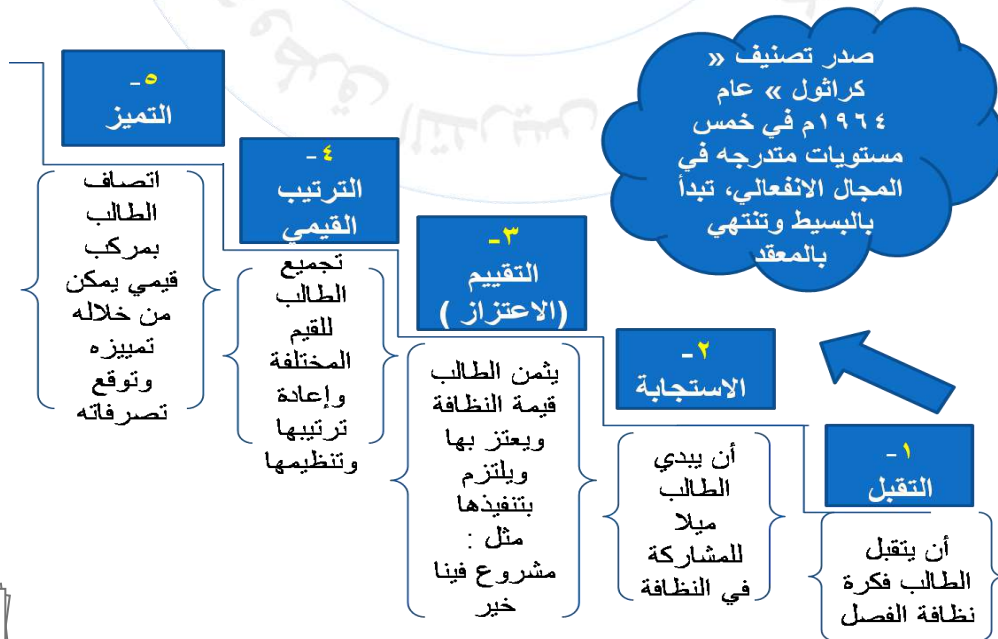 صدر تصنيف «
كراثول » عام
١٩٦٤م في خمس
مستويات متدرجه في
المجال الانفعالي، تبدأ
بالبسيط وتنتهي
بالمعقد
١-
التقبل
أن يتقبل
الطالب فكرة
نظافة الفصل
٢-
الاستجابة
أن يبدي
الطالب
ميلا
للمشاركة
في النظافة
٣-
التقييم
(الاعتزاز )
يثمن الطالب
قيمة النظافة
ويعتز بها
ويلتزم
بتنفيذها
مثل :
مشروع فينا
خير
٤-
الترتيب
القيمي
تجميع
الطالب
للقيم
المختلفة
وإعادة
ترتيبها
وتنظيمها
٥-
التميز
اتصاف
الطالب
بمركب
قيمي يمكن
من خلاله
تمييزه
وتوقع
تصرفاته